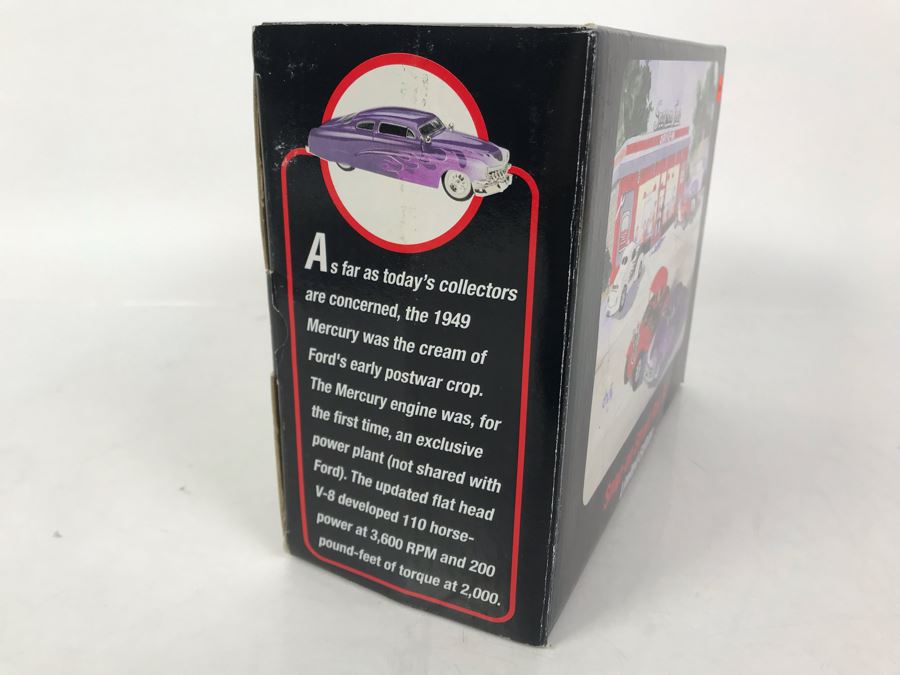 As far as today's collectors
are concerned, the 1949
Mercury was the cream of
Ford's early postwar crop.
The Mercury engine was, for
the first time, an exclusive
power plant (not shared with
Ford). The updated flat head
V-8 developed 110 horse-
power at 3,600 RPM and 200
pound-feet of torque at 2,000.